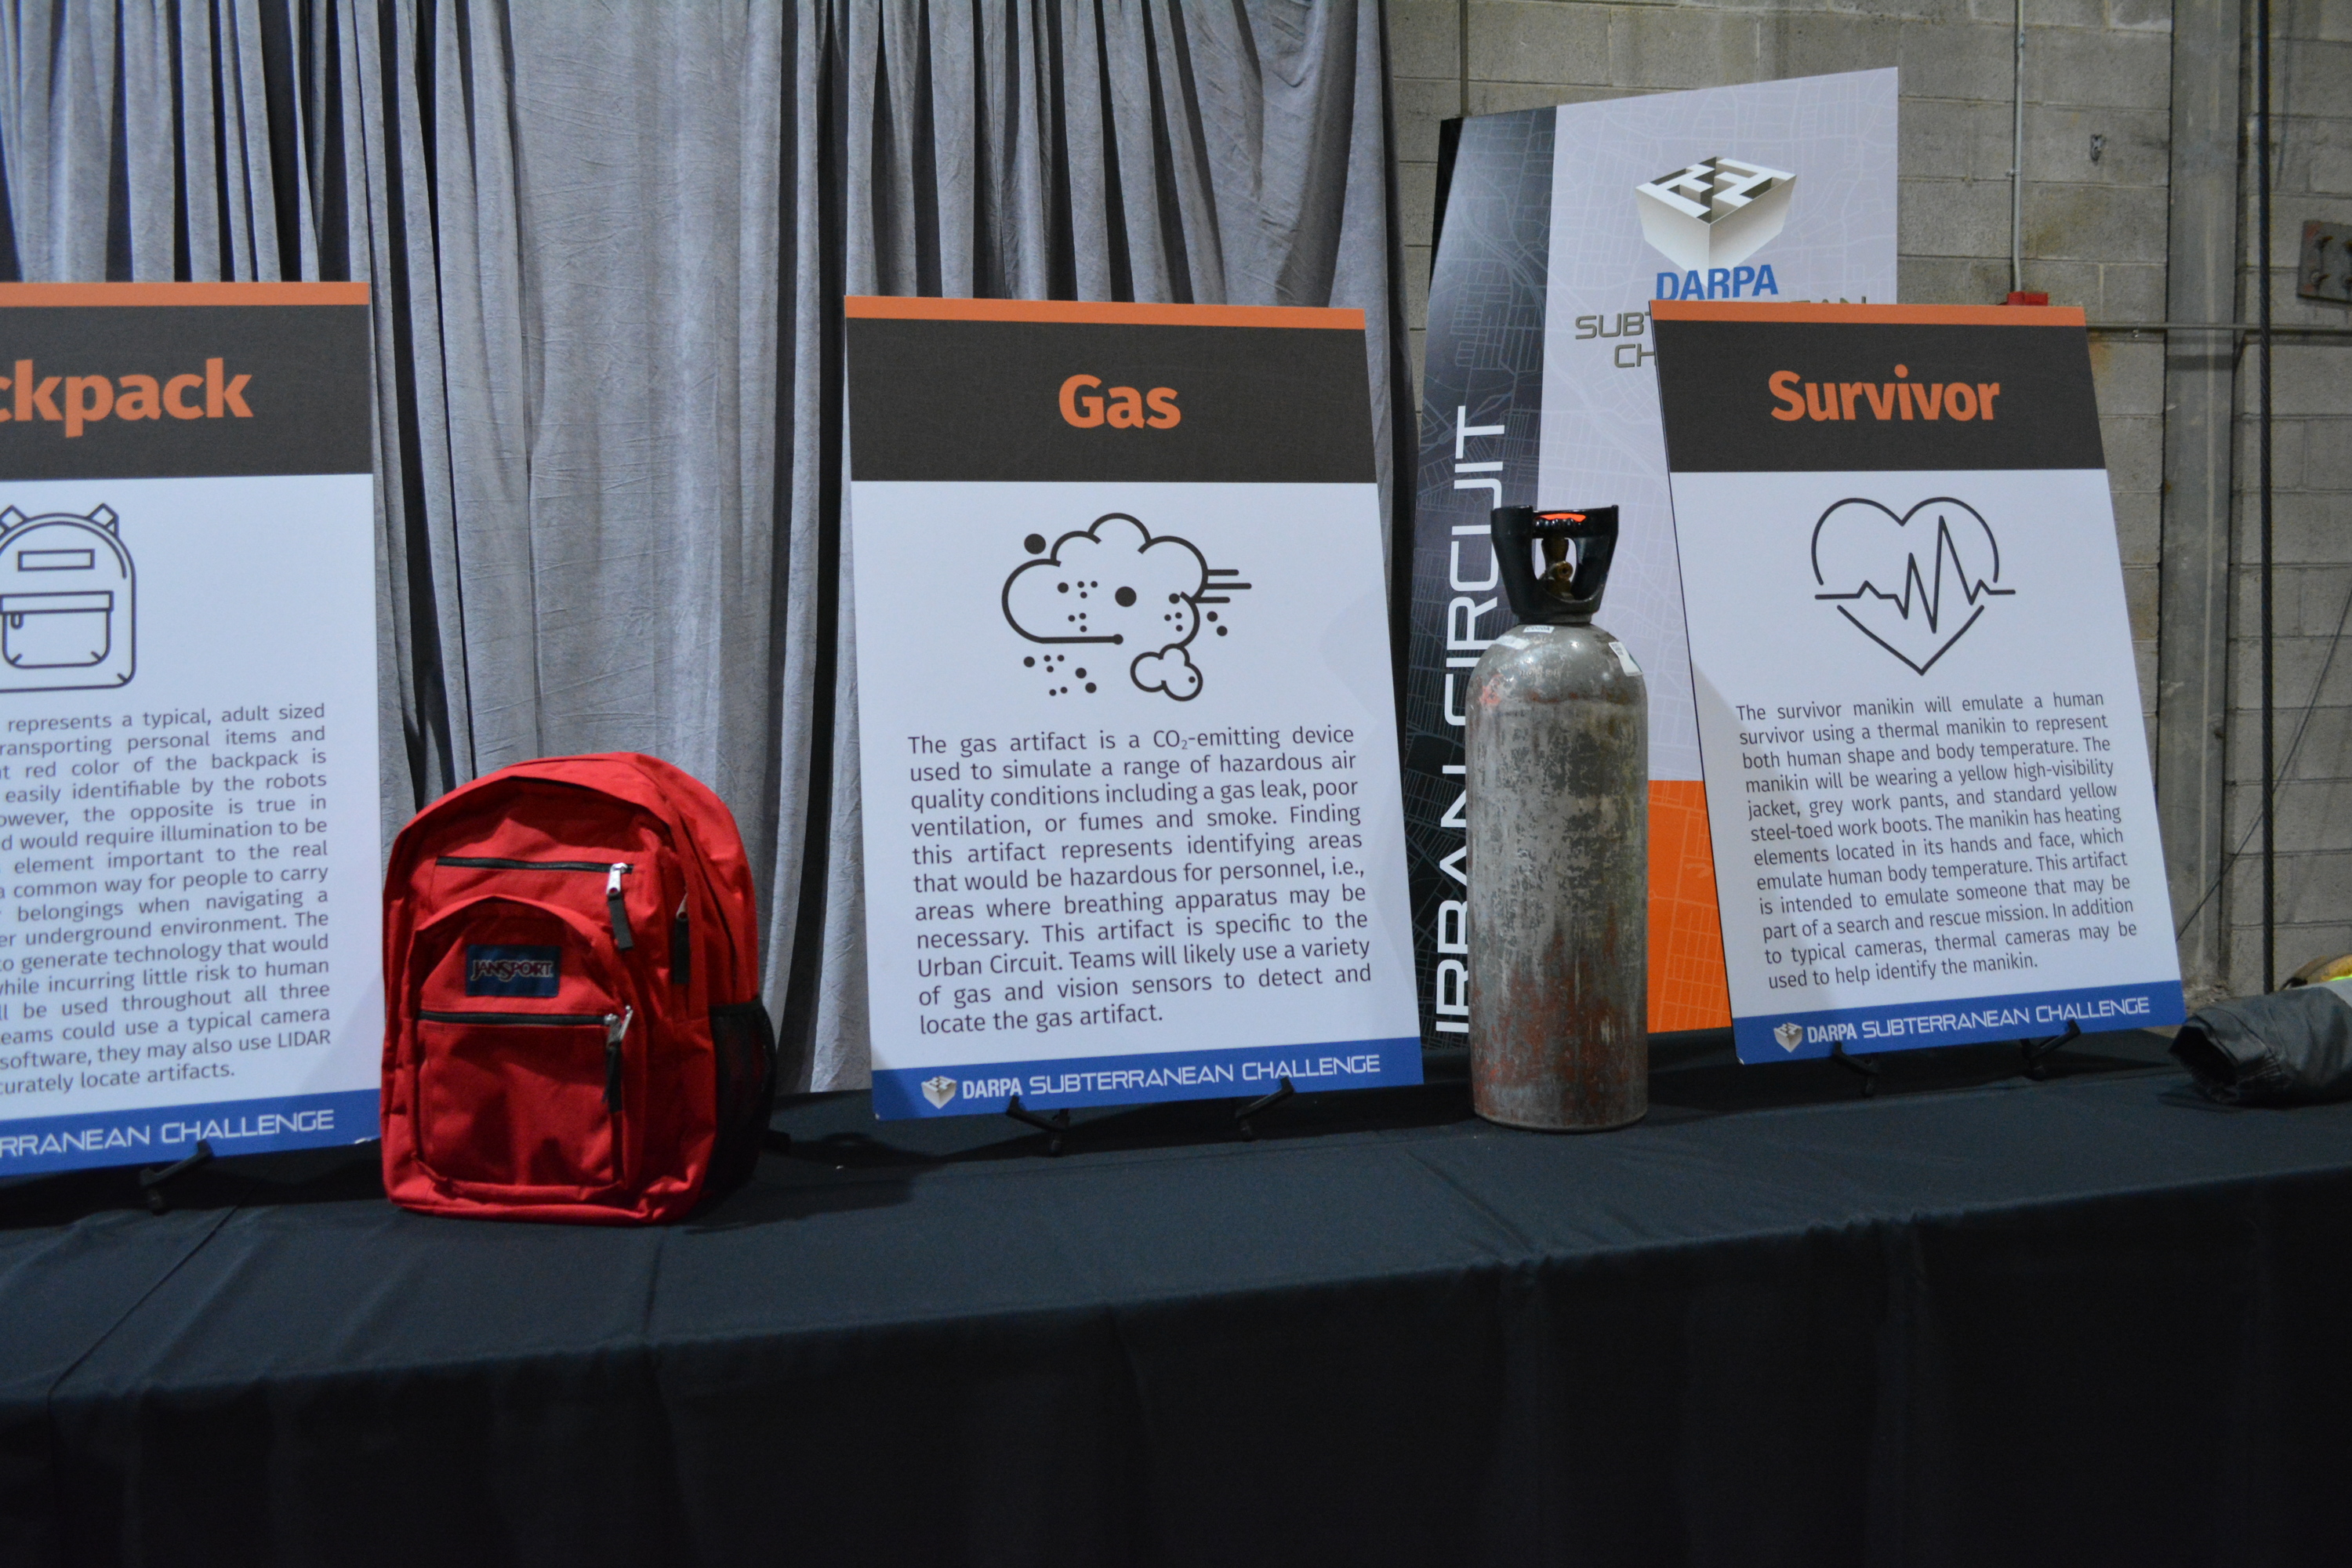 ckpack
represents a typical, adult sized
ransporting personal items and
t red color of the backpack is
easily identifiable by the robots
owever, the opposite is true in
d would require illumination to be
element important to the real
a common way for people to carry
belongings when navigating a
er underground environment. The
to generate technology that would
while incurring little risk to human
ll be used throughout all three
eams could use a typical camera
software, they may also use LIDAR
curately locate artifacts.
RRANEAN CHALLENGE
JANSPORT
Gas
The gas artifact is a CO₂-emitting device
used to simulate a range of hazardous air
quality conditions including a gas leak, poor
ventilation, or fumes and smoke. Finding
this artifact represents identifying areas
that would be hazardous for personnel, i.e.,
areas where breathing apparatus may be
necessary. This artifact is specific to the
Urban Circuit. Teams will likely use a variety
of gas and vision sensors to detect and
locate the gas artifact.
DARPA SUBTERRANEAN CHALLENGE
DARPA
SUBT
CH
URBAN CIRCUIT
Survivor
The survivor manikin will emulate a human
survivor using a thermal manikin to represent
both human shape and body temperature. The
manikin will be wearing a yellow high-visibility
jacket, grey work pants, and standard yellow
steel-toed work boots. The manikin has heating
elements located in its hands and face, which
emulate human body temperature. This artifact
is intended to emulate someone that may be
part of a search and rescue mission. In addition
to typical cameras, thermal cameras may be
used to help identify the manikin.
DARPA SUBTERRANEAN CHALLENGE